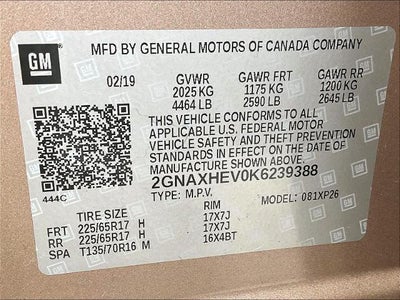 GM
MFD BY GENERAL MOTORS OF CANADA COMPANY
02/19 GVWR GAWR FRT GAWR RR
2025 KG 1175 KG 1200 KG
4464 LB 2590 LB 2645 LB
THIS VEHICLE CONFORMS TO ALL
APPLICABLE U.S. FEDERAL MOTOR
VEHICLE SAFETY AND THEFT PREVENTION
STANDARDS IN EFFECT ON THE DATE OF
MANUFACTURE SHOWN ABOVE.
2GNAXHEV0K6239388
444C TYPE: M.P.V. MODEL: 081XP26
TIRE SIZE RIM
FRT 225/65R17 H 17X7J
RR 225/65R17 H 17X7J
SPA T135/70R16 M 16X4BT